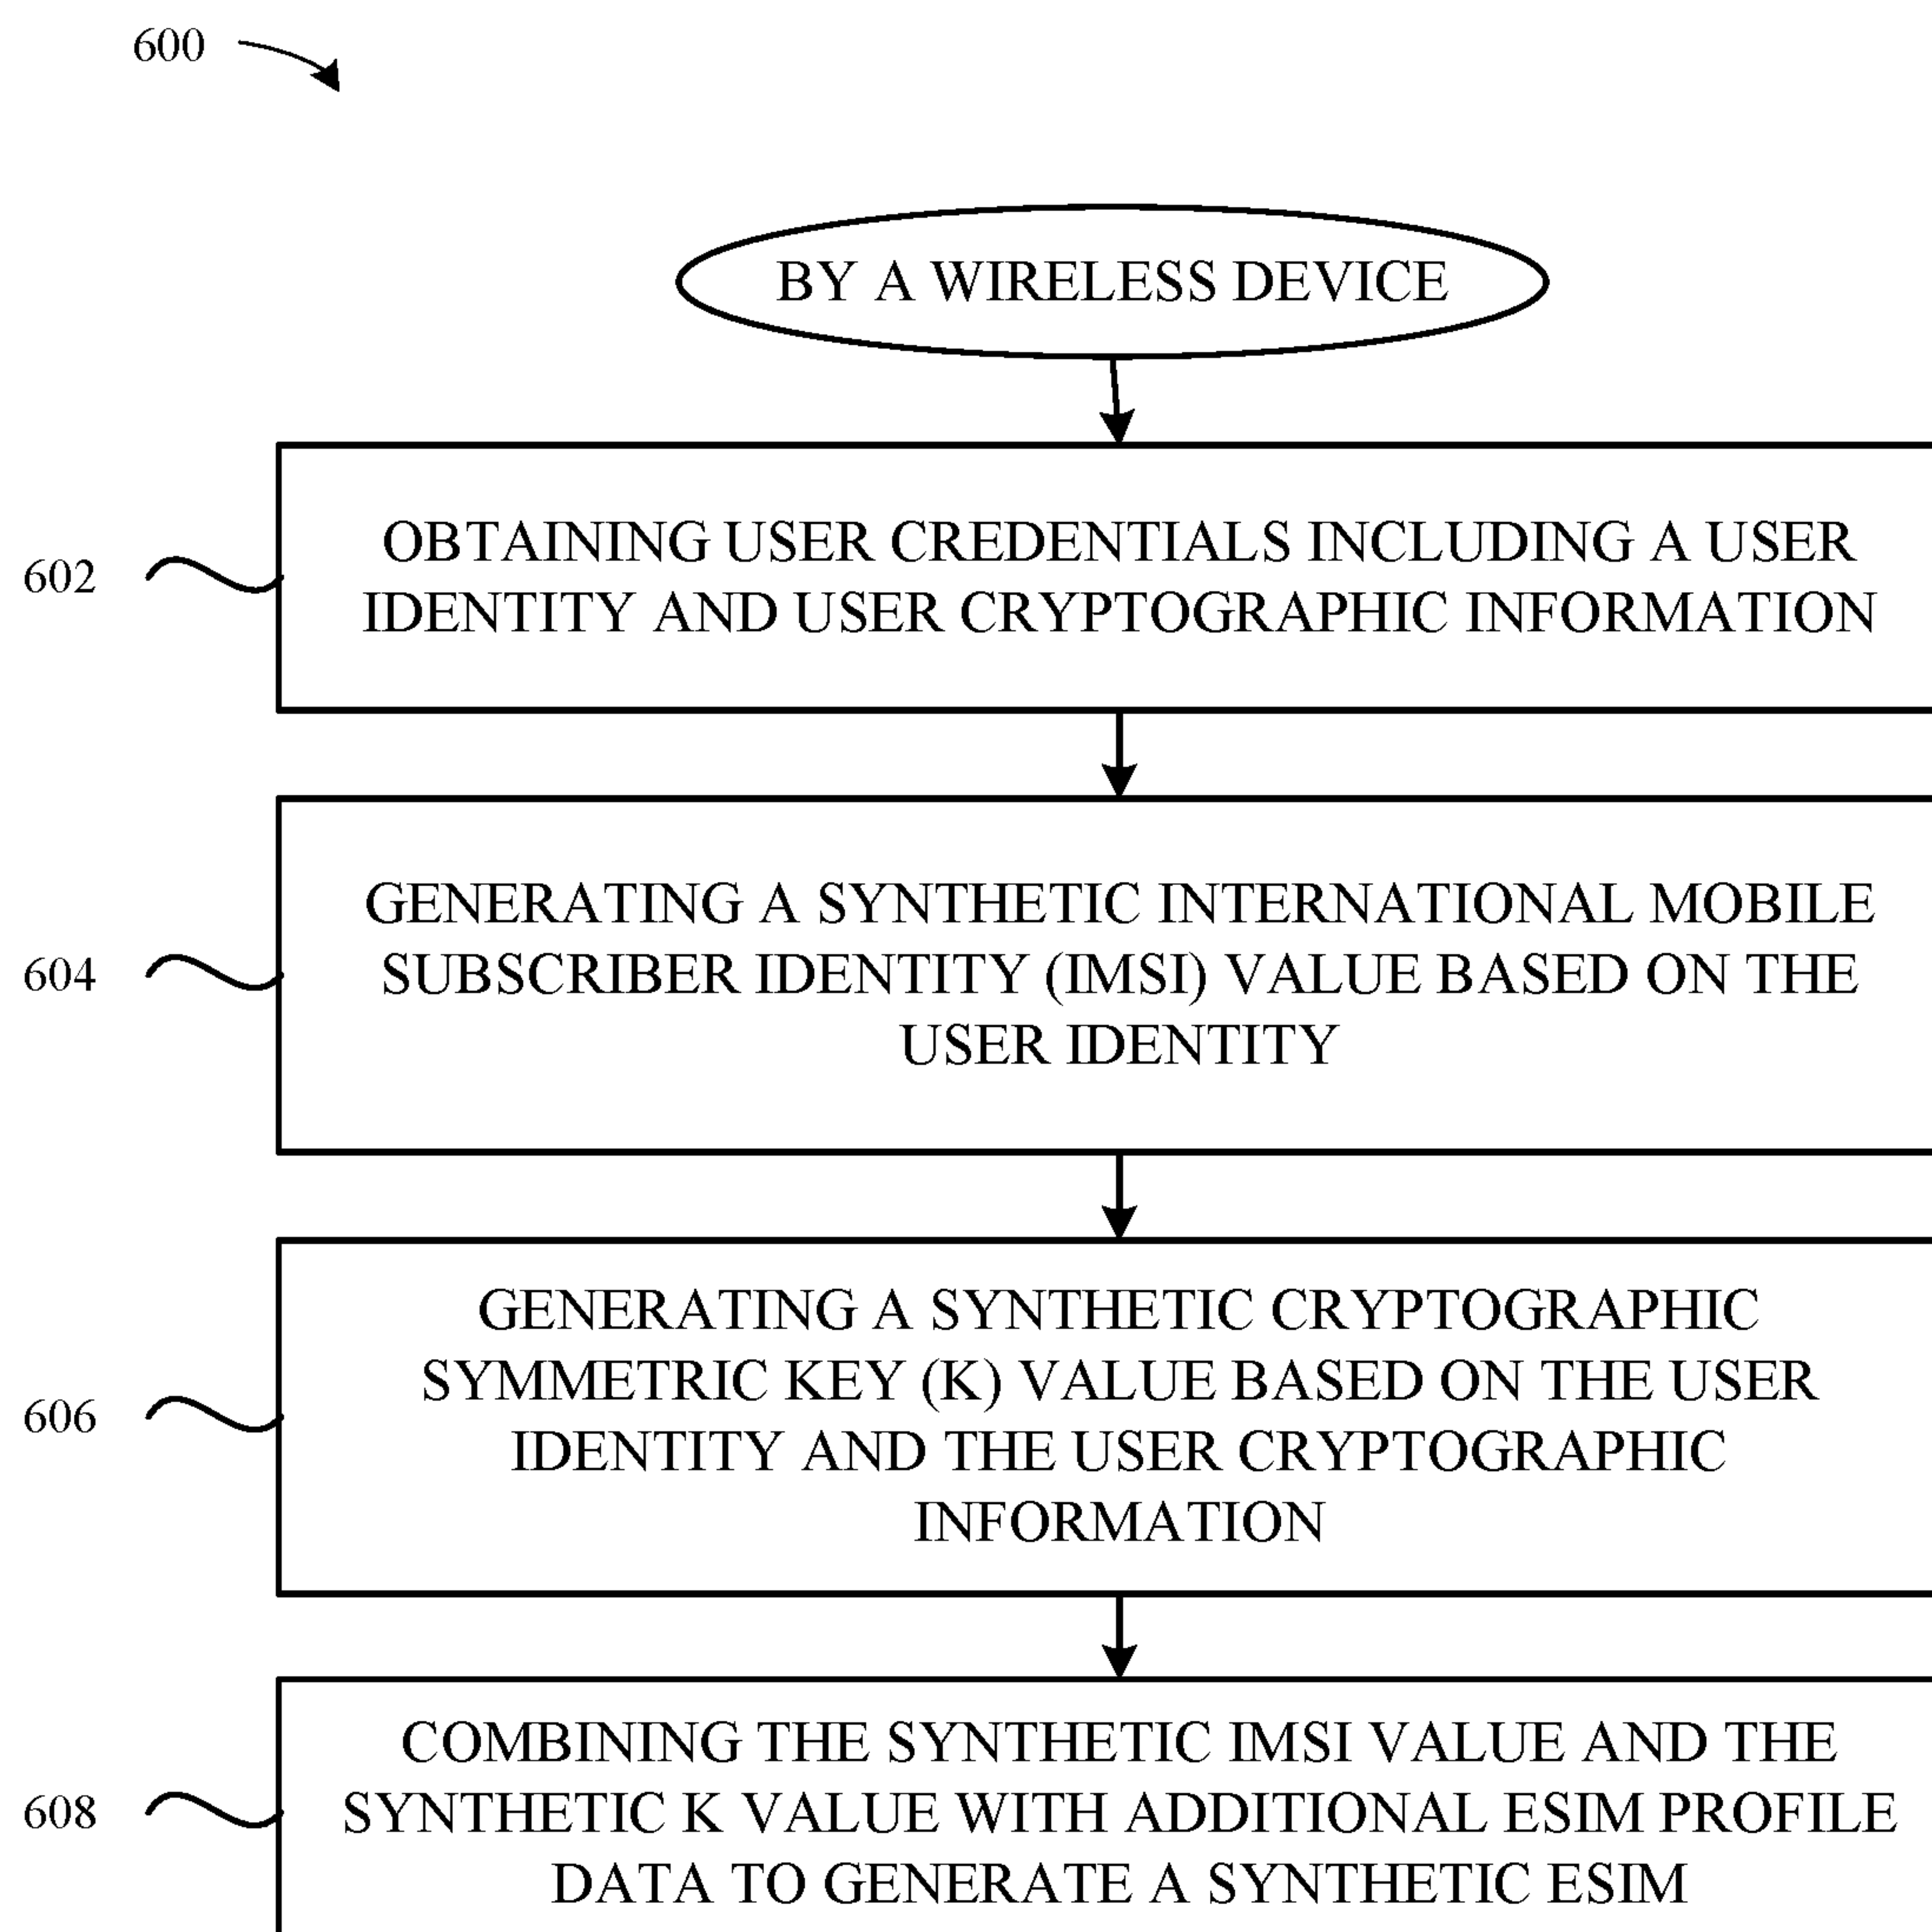 600
BY A WIRELESS DEVICE
602
OBTAINING USER CREDENTIALS INCLUDING A USER
IDENTITY AND USER CRYPTOGRAPHIC INFORMATION
604
GENERATING A SYNTHETIC INTERNATIONAL MOBILE
SUBSCRIBER IDENTITY (IMSI) VALUE BASED ON THE
USER IDENTITY
606
GENERATING A SYNTHETIC CRYPTOGRAPHIC
SYMMETRIC KEY (K) VALUE BASED ON THE USER
IDENTITY AND THE USER CRYPTOGRAPHIC
INFORMATION
608
COMBINING THE SYNTHETIC IMSI VALUE AND THE
SYNTHETIC K VALUE WITH ADDITIONAL ESIM PROFILE
DATA TO GENERATE A SYNTHETIC ESIM